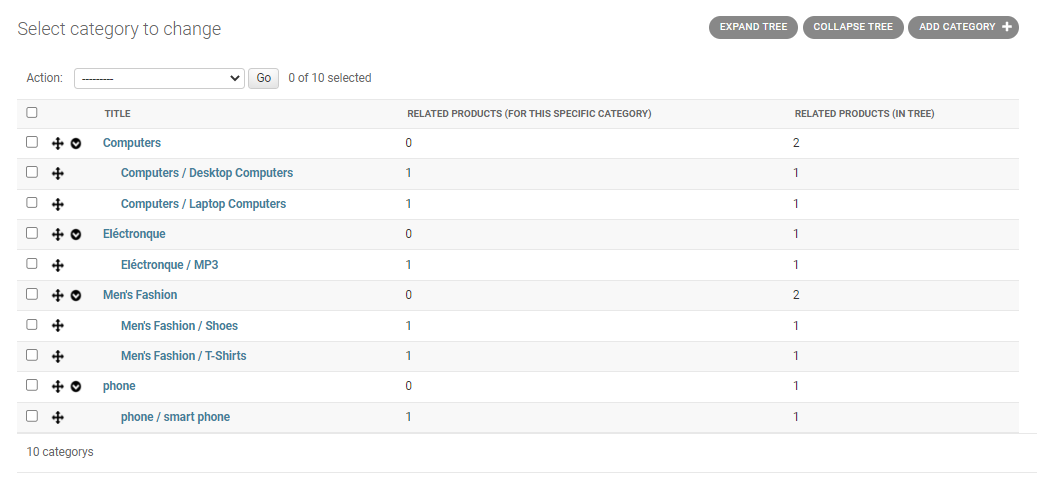 Select category to change
EXPAND TREE COLLAPSE TREE ADD CATEGORY +
Action: --------- Go 0 of 10 selected
TITLE RELATED PRODUCTS (FOR THIS SPECIFIC CATEGORY) RELATED PRODUCTS (IN TREE)
Computers 0 2
Computers / Desktop Computers 1 1
Computers / Laptop Computers 1 1
Eléctronque 0 1
Eléctronque / MP3 1 1
Men's Fashion 0 2
Men's Fashion / Shoes 1 1
Men's Fashion / T-Shirts 1 1
phone 0 1
phone / smart phone 1 1
10 categorys